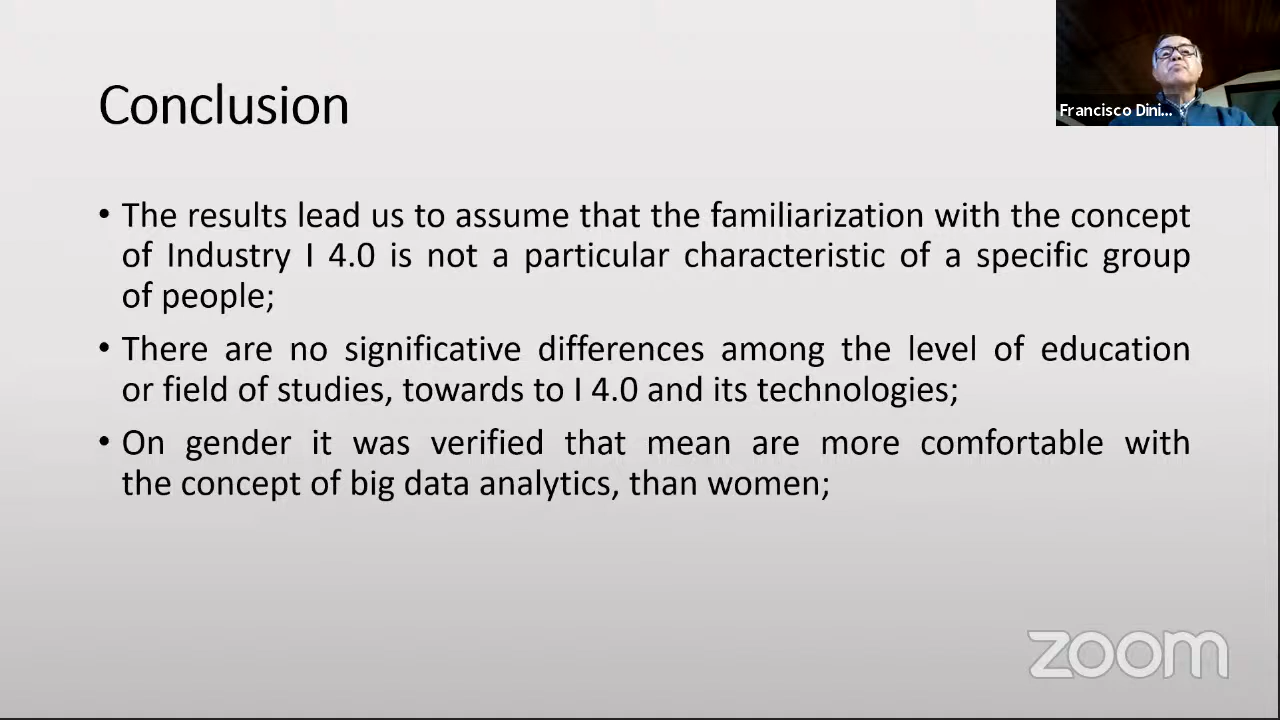 Conclusion
Francisco Dini...
• The results lead us to assume that the familiarization with the concept
of Industry I 4.0 is not a particular characteristic of a specific group
of people;
• There are no significative differences among the level of education
or field of studies, towards to I 4.0 and its technologies;
• On gender it was verified that mean are more comfortable with
the concept of big data analytics, than women;
zoom